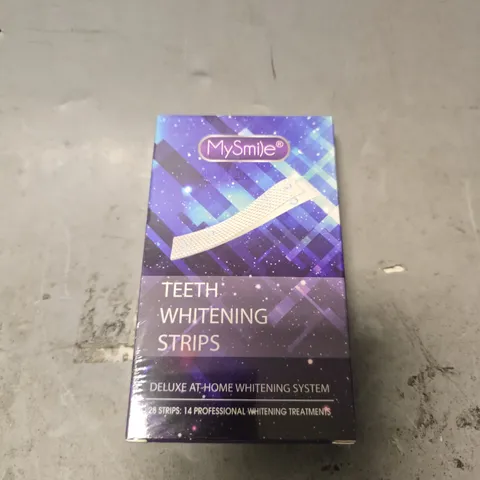 MySmile®
TEETH
WHITENING
STRIPS
DELUXE AT-HOME WHITENING SYSTEM
28 STRIPS: 14 PROFESSIONAL WHITENING TREATMENTS